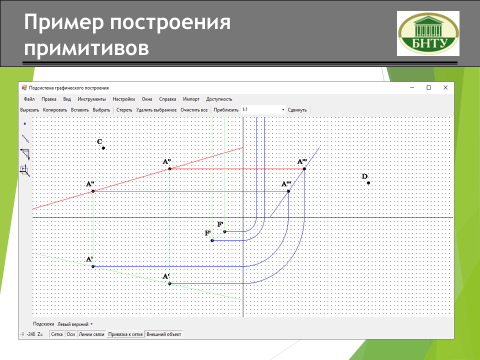 Пример построения
примитивов
БНТУ
Подсистема графического построения
Файл Правка Вид Инструменты Настройки Окна Справка Импорт Доступность
Вырезать Копировать Вставить Выбрать Стереть Удалить выбранное Очистить все Приблизить 1:1 Сдвинуть
C
A" A'"
D
A" A'"
F'
F'
A'
A'
Подсказка Левый верхний
Сетка Оси Линии связи Привязка к сетке Внешний объект